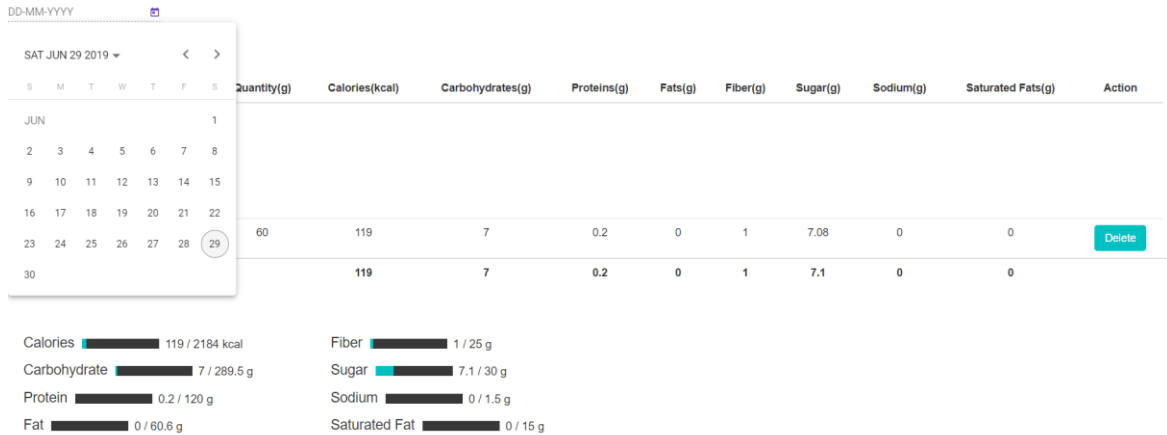 DD-MM-YYYY
SAT JUN 29 2019
S M T W T F S
Quantity(g) Calories(kcal) Carbohydrates(g) Proteins(g) Fats(g) Fiber(g) Sugar(g) Sodium(g) Saturated Fats(g) Action
JUN 1
2 3 4 5 6 7 8
9 10 11 12 13 14 15
16 17 18 19 20 21 22
60 119 7 0.2 0 1 7.08 0 0 Delete
23 24 25 26 27 28 29
30
119 7 0.2 0 1 7.1 0 0
Calories 119 / 2184 kcal Fiber 1 / 25 g
Carbohydrate 7 / 289.5 g Sugar 7.1 / 30 g
Protein 0.2 / 120 g Sodium 0 / 1.5 g
Fat 0 / 60.6 g Saturated Fat 0 / 15 g